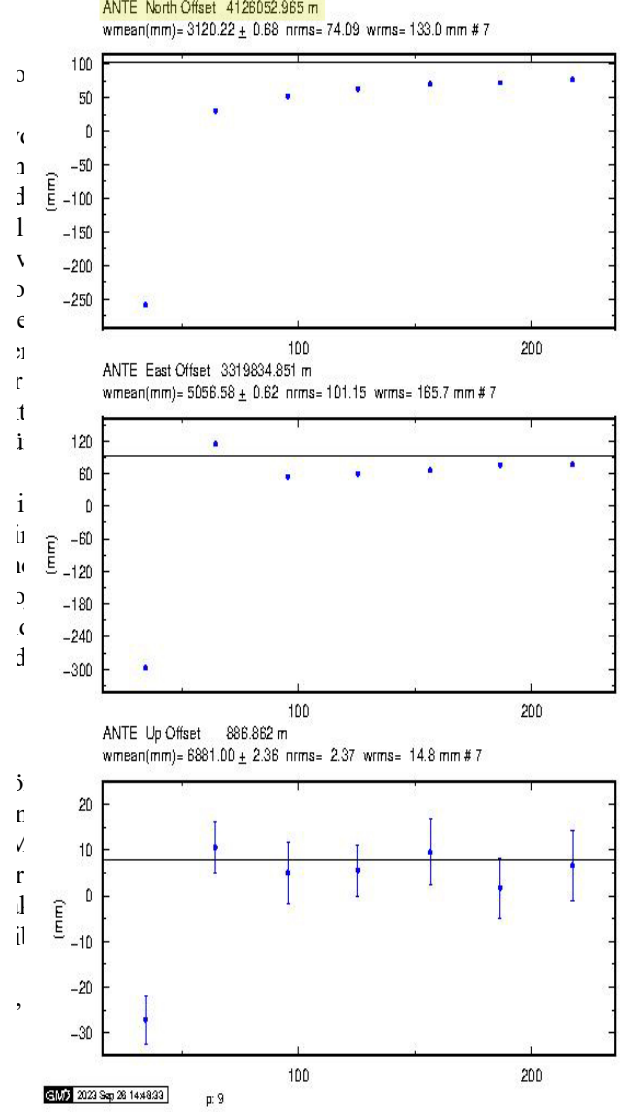 ANTE North Offset 4126052.965 m
wmean(mm)= 3120.22 ± 0.68 nrms= 74.09 wrms= 133.0 mm # 7
100
50
0
−50
−100
−150
−200
−250
(mm)
100 200
ANTE East Offset 3319834.851 m
wmean(mm)= 5056.58 ± 0.62 nrms= 101.15 wrms= 165.7 mm # 7
120
60
0
−60
−120
−180
−240
−300
(mm)
100 200
ANTE Up Offset 886.862 m
wmean(mm)= 6881.00 ± 2.36 nrms= 2.37 wrms= 14.8 mm # 7
20
10
0
−10
−20
−30
(mm)
100 200
GMD 2023 Sep 26 14:48:33 p: 9